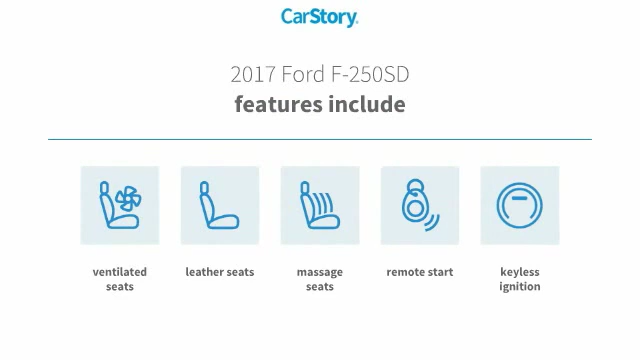 CarStory
2017 Ford F-250SD
features include
ventilated seats
leather seats
massage seats
remote start
keyless ignition